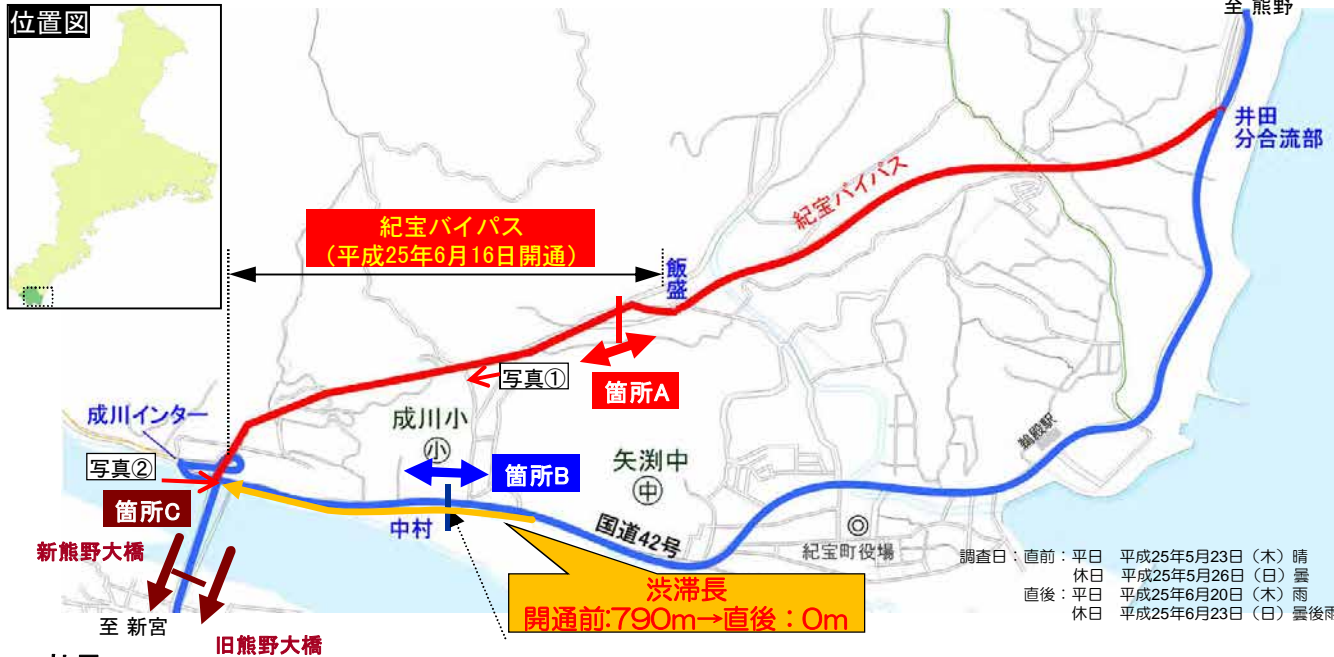 位置図
至 熊野
井田
分合流部
紀宝バイパス
紀宝バイパス
(平成25年6月16日開通)
飯盛
写真①
箇所A
成川インター
成川小
小
矢渕中
中
写真②
箇所B
箇所C
中村
国道42号
鵜殿駅
紀宝町役場
新熊野大橋
至 新宮
旧熊野大橋
渋滞長
開通前:790m→直後:0m
調査日:直前:平日 平成25年5月23日(木)晴
休日 平成25年5月26日(日)曇
直後:平日 平成25年6月20日(木)雨
休日 平成25年6月23日(日)曇後雨